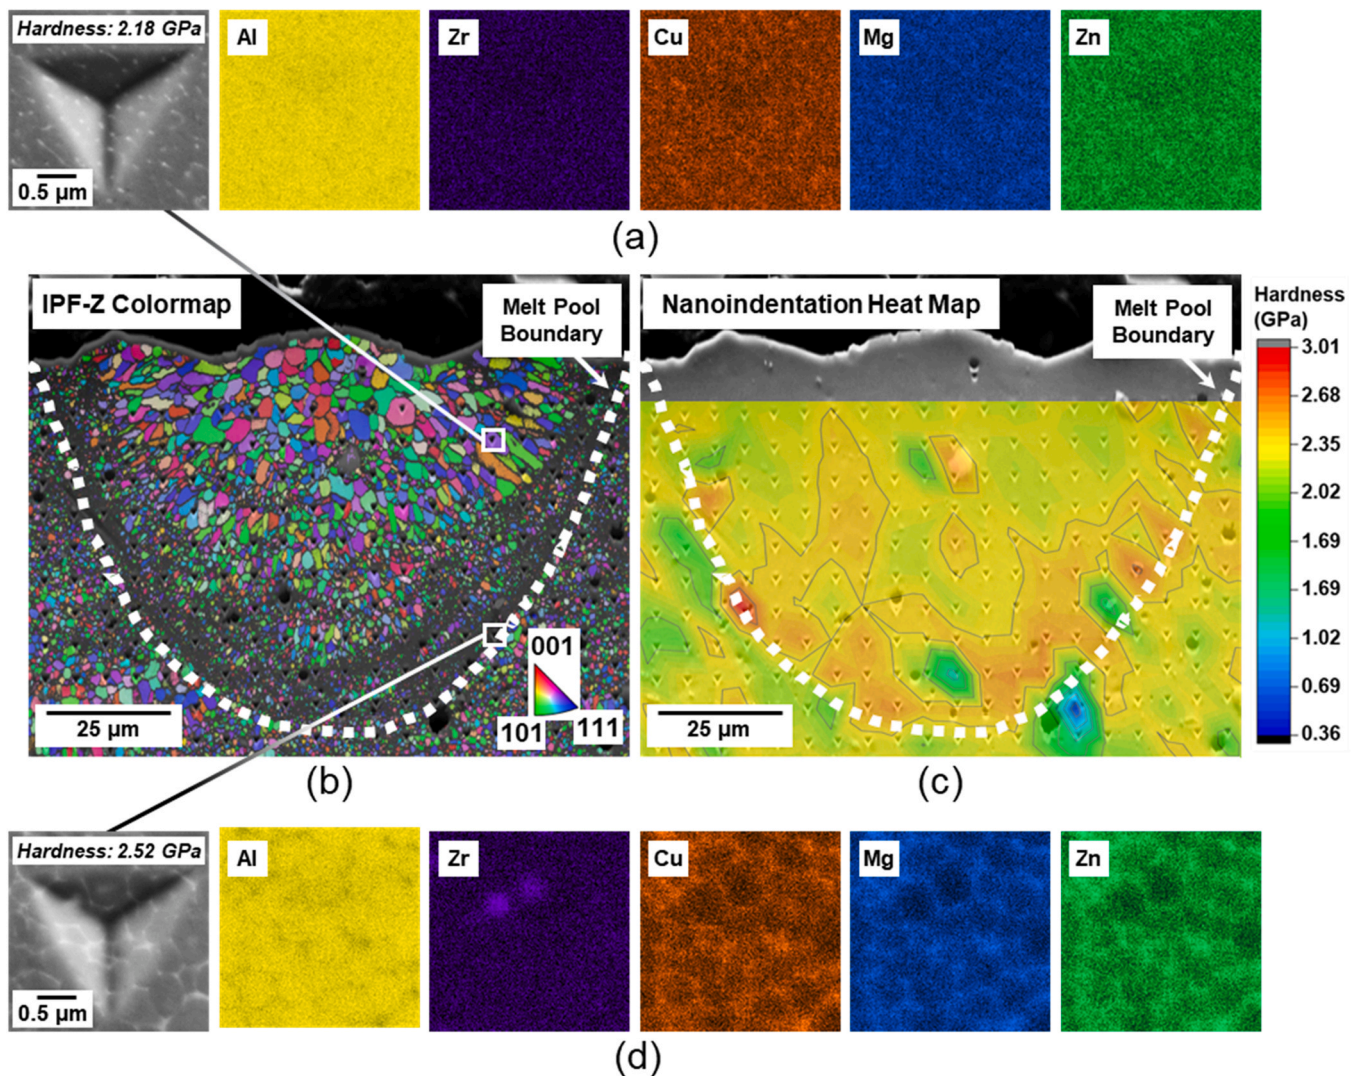 Hardness: 2.18 GPa
Al
Zr
Cu
Mg
Zn
0.5 µm
(a)
IPF-Z Colormap
Melt Pool
Boundary
Nanoindentation Heat Map
Melt Pool
Boundary
Hardness
(GPa)
3.01
2.68
2.35
2.02
1.69
1.69
1.02
0.69
0.36
001
101
111
25 µm
25 µm
(b)
(c)
Hardness: 2.52 GPa
Al
Zr
Cu
Mg
Zn
0.5 µm
(d)